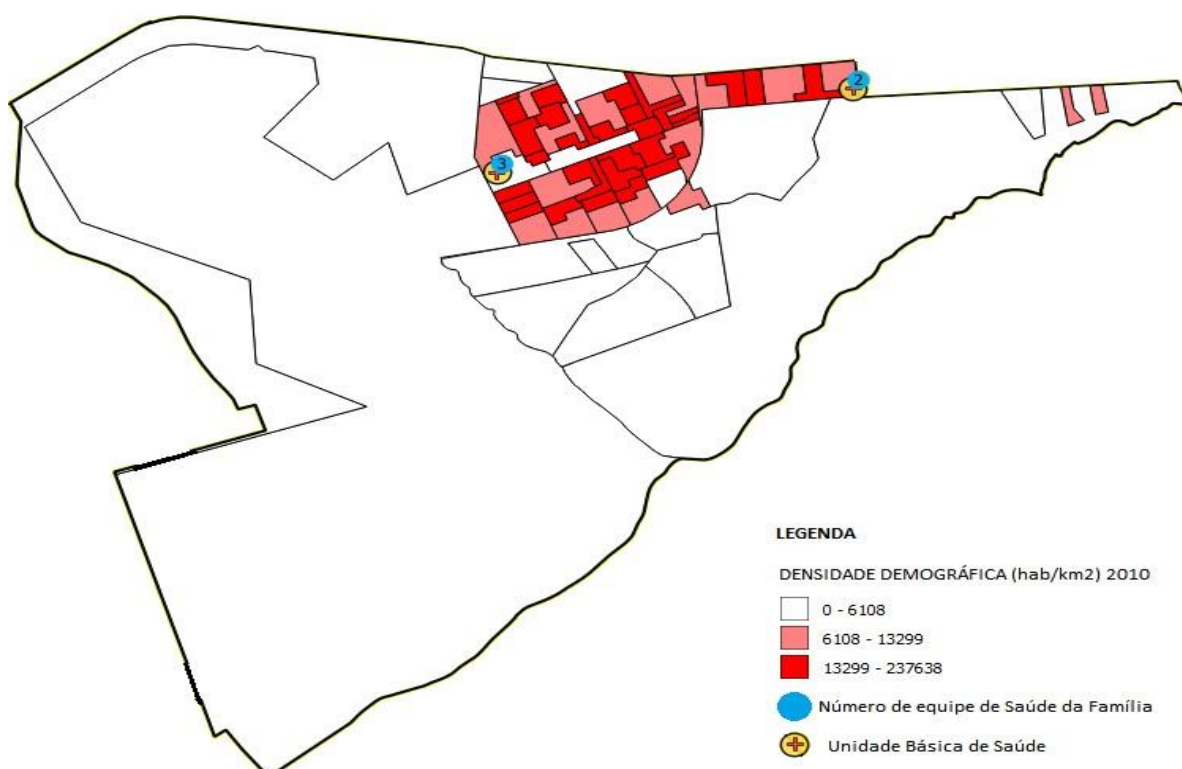 2
3
LEGENDA
DENSIDADE DEMOGRÁFICA (hab/km2) 2010
0 - 6108
6108 - 13299
13299 - 237638
Número de equipe de Saúde da Família
Unidade Básica de Saúde